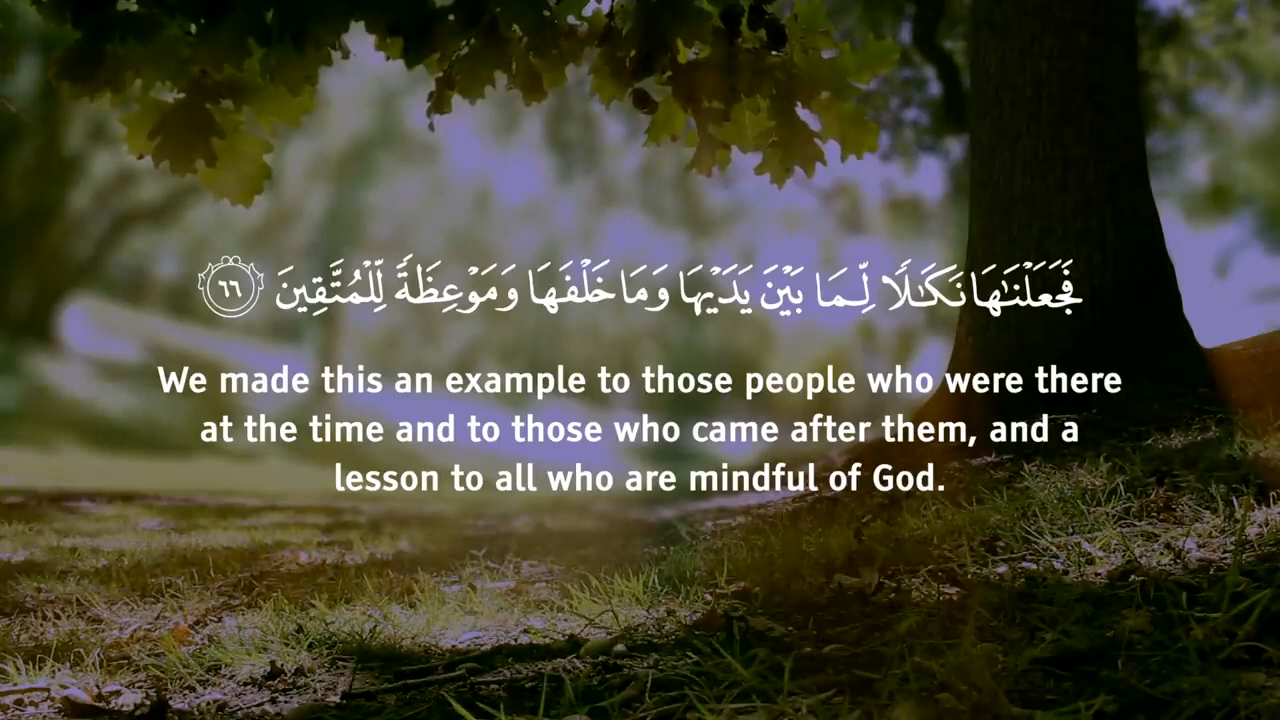 فَجَعَلْنَٰهَا نَكَٰلًا لِّمَا بَيْنَ يَدَيْهَا وَمَا خَلْفَهَا وَمَوْعِظَةً لِّلْمُتَّقِينَ ٦٦
We made this an example to those people who were there
at the time and to those who came after them, and a
lesson to all who are mindful of God.